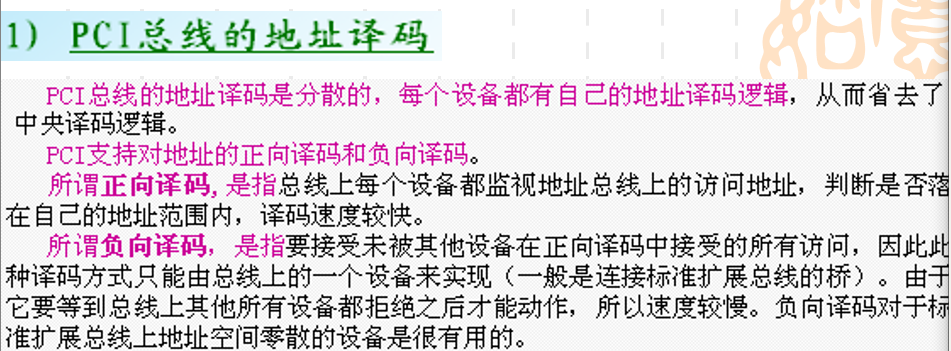 1) PCI总线的地址译码
PCI总线的地址译码是分散的，每个设备都有自己的地址译码逻辑，从而省去了
中央译码逻辑。
PCI支持对地址的正向译码和负向译码。
所谓正向译码,是指总线上每个设备都监视地址总线上的访问地址，判断是否落
在自己的地址范围内，译码速度较快。
所谓负向译码，是指要接受未被其他设备在正向译码中接受的所有访问，因此此
种译码方式只能由总线上的一个设备来实现（一般是连接标准扩展总线的桥）。由于
它要等到总线上其他所有设备都拒绝之后才能动作，所以速度较慢。负向译码对于标
准扩展总线上地址空间零散的设备是很有用的。